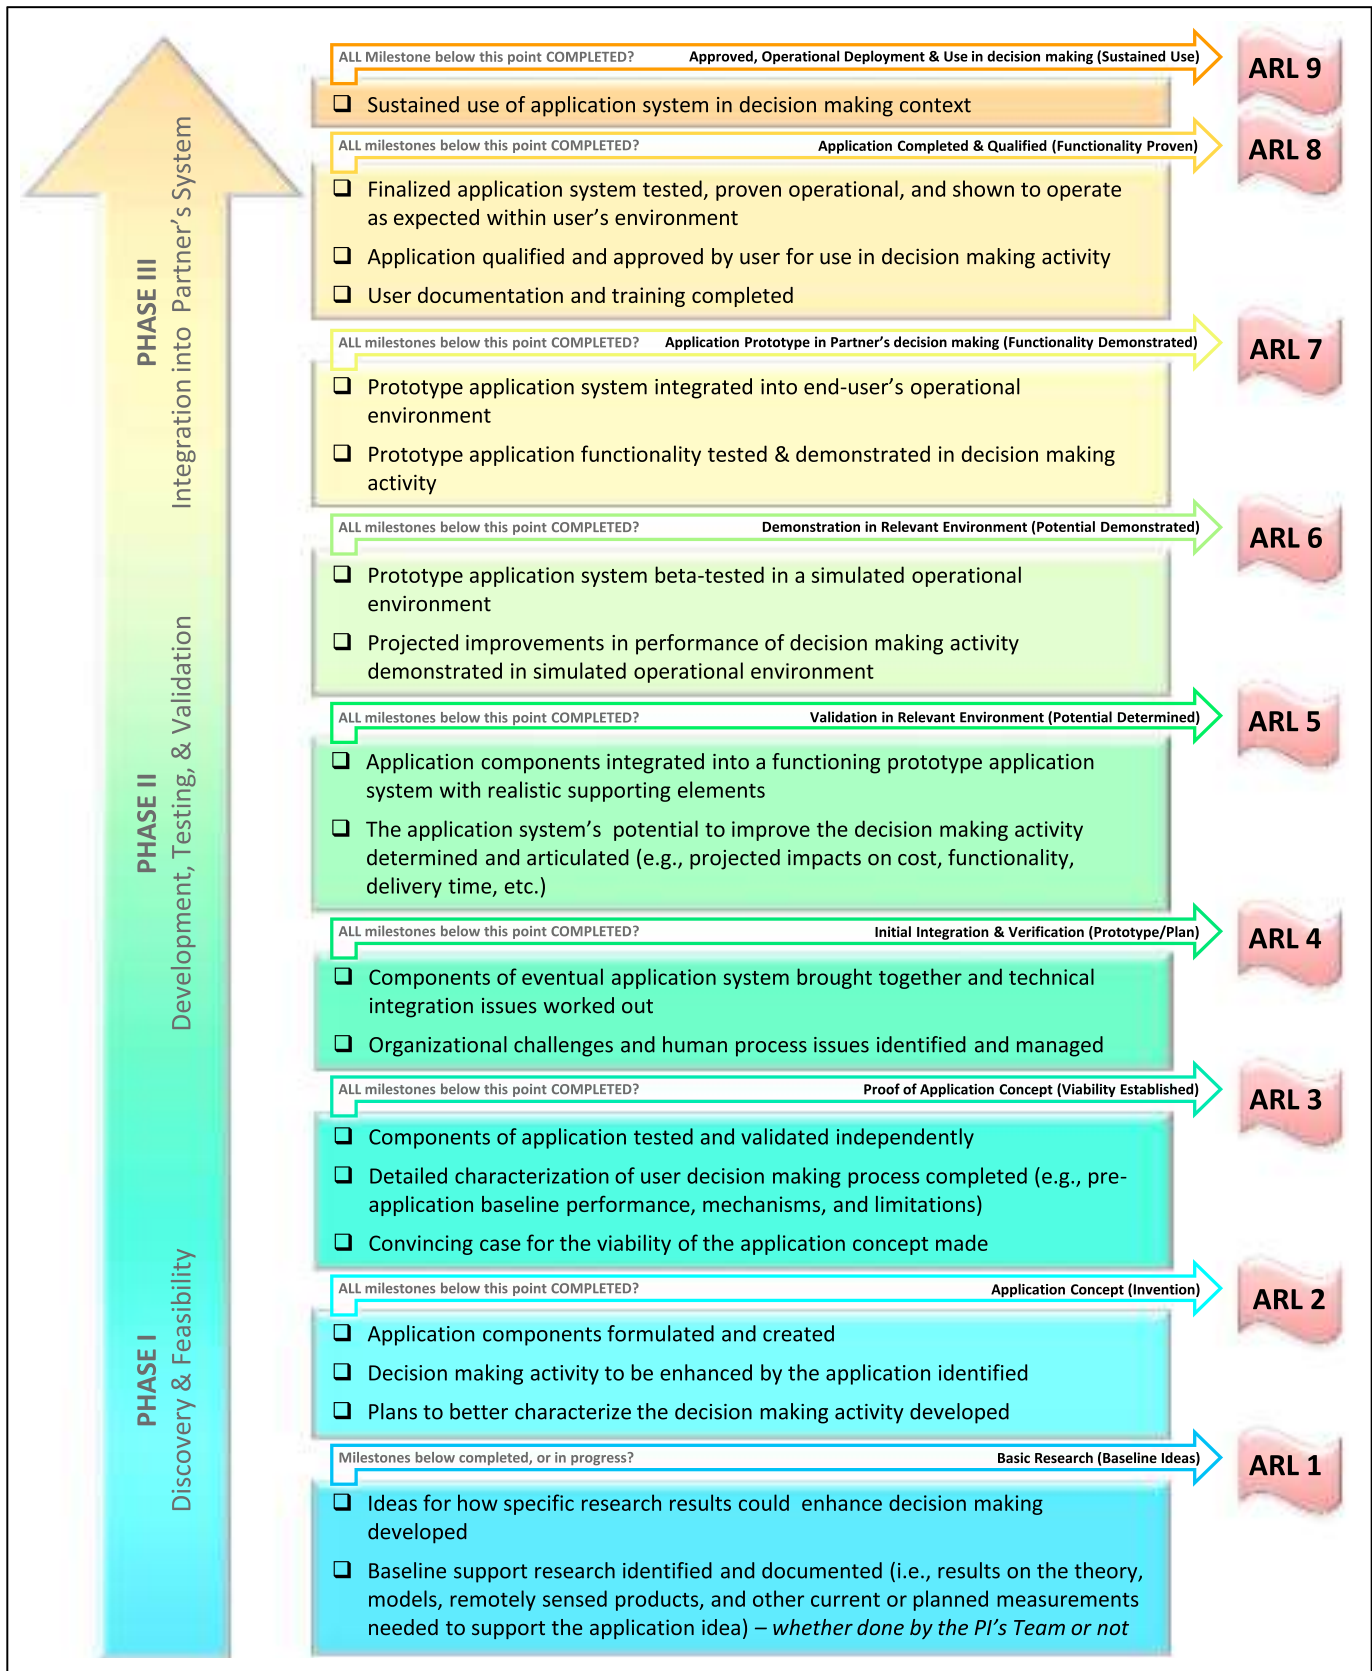 ALL Milestone below this point COMPLETED? Approved, Operational Deployment & Use in decision making (Sustained Use)
ARL 9
❑ Sustained use of application system in decision making context
ALL milestones below this point COMPLETED? Application Completed & Qualified (Functionality Proven)
ARL 8
❑ Finalized application system tested, proven operational, and shown to operate
as expected within user's environment
❑ Application qualified and approved by user for use in decision making activity
❑ User documentation and training completed
PHASE III
Integration into Partner's System
ALL milestones below this point COMPLETED? Application Prototype in Partner's decision making (Functionality Demonstrated)
ARL 7
❑ Prototype application system integrated into end-user's operational
environment
❑ Prototype application functionality tested & demonstrated in decision making
activity
ALL milestones below this point COMPLETED? Demonstration in Relevant Environment (Potential Demonstrated)
ARL 6
❑ Prototype application system beta-tested in a simulated operational
environment
❑ Projected improvements in performance of decision making activity
demonstrated in simulated operational environment
ALL milestones below this point COMPLETED? Validation in Relevant Environment (Potential Determined)
ARL 5
❑ Application components integrated into a functioning prototype application
system with realistic supporting elements
❑ The application system's potential to improve the decision making activity
determined and articulated (e.g., projected impacts on cost, functionality,
delivery time, etc.)
PHASE II
Development, Testing, & Validation
ALL milestones below this point COMPLETED? Initial Integration & Verification (Prototype/Plan)
ARL 4
❑ Components of eventual application system brought together and technical
integration issues worked out
❑ Organizational challenges and human process issues identified and managed
ALL milestones below this point COMPLETED? Proof of Application Concept (Viability Established)
ARL 3
❑ Components of application tested and validated independently
❑ Detailed characterization of user decision making process completed (e.g., pre-
application baseline performance, mechanisms, and limitations)
❑ Convincing case for the viability of the application concept made
ALL milestones below this point COMPLETED? Application Concept (Invention)
ARL 2
❑ Application components formulated and created
❑ Decision making activity to be enhanced by the application identified
❑ Plans to better characterize the decision making activity developed
PHASE I
Discovery & Feasibility
Milestones below completed, or in progress? Basic Research (Baseline Ideas)
ARL 1
❑ Ideas for how specific research results could enhance decision making
developed
❑ Baseline support research identified and documented (i.e., results on the theory,
models, remotely sensed products, and other current or planned measurements
needed to support the application idea) – whether done by the PI's Team or not